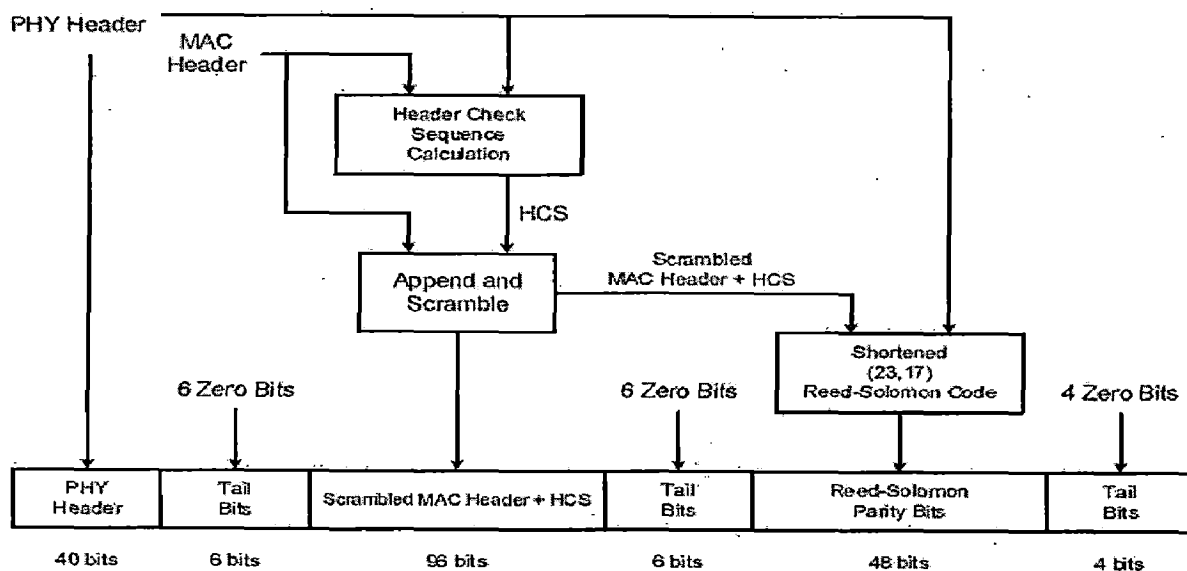 PHY Header
MAC
Header
Header Check
Sequence
Calculation
HCS
Append and
Scramble
Scrambled
MAC Header + HCS
Shortened
(23,17)
Reed-Solomon Code
6 Zero Bits
6 Zero Bits
4 Zero Bits
PHY
Header
Tail
Bits
Scrambled MAC Header + HCS
Tail
Bits
Reed-Solomon
Parity Bits
Tail
Bits
40 bits
6 bits
96 bits
6 bits
48 bits
4 bits